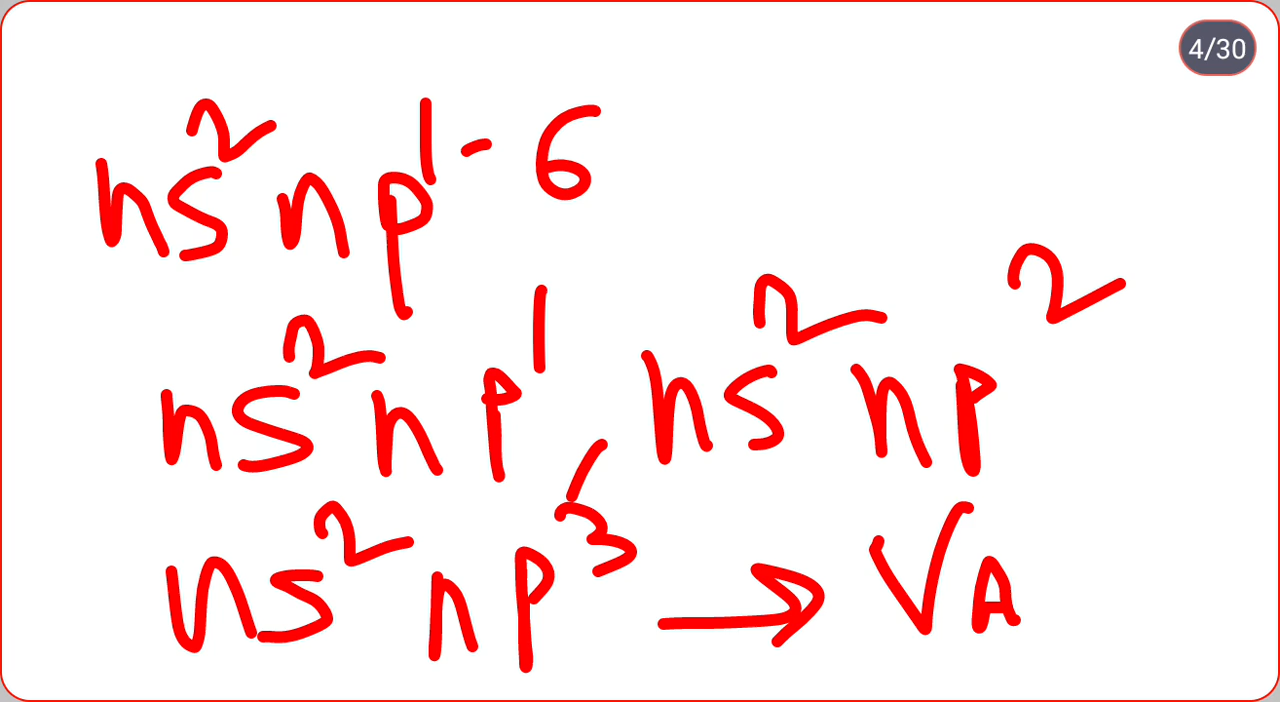 4/30
ns² np¹⁻⁶
ns² np¹, ns² np²
ns² np³ → VA